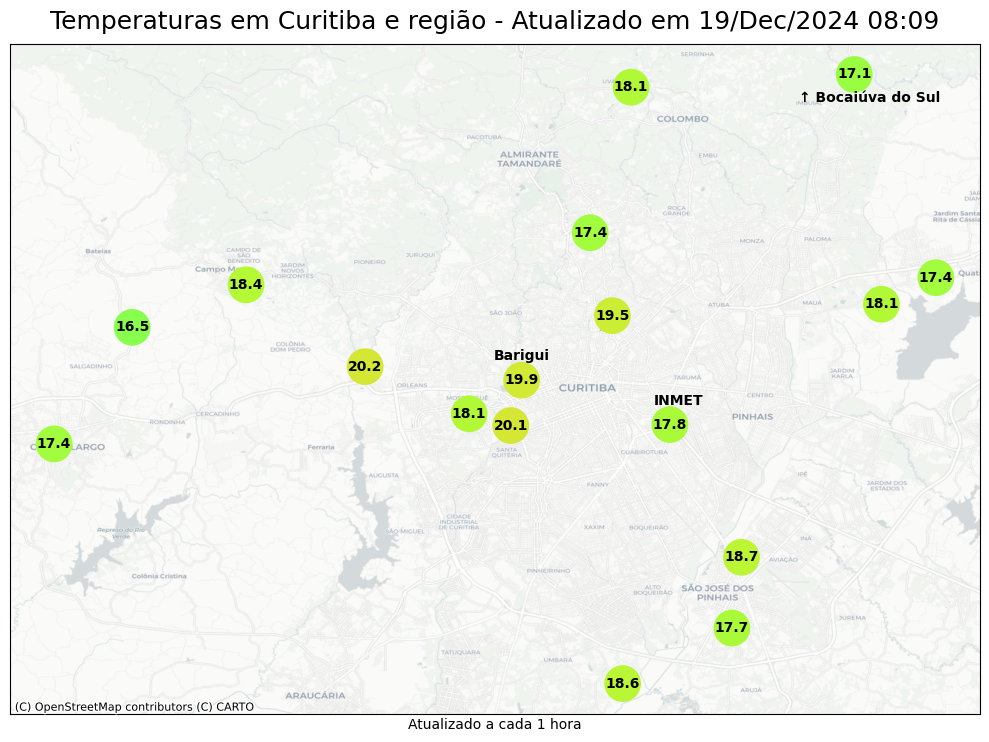 Temperaturas em Curitiba e região - Atualizado em 19/Dec/2024 08:09
SERRINHA
17.1
18.1
↑ Bocaiúva do Sul
COLOMBO
PACOTUBA
ALMIRANTE
TAMANDARÉ
EMBU
ROÇA
GRANDE
Jardim Santa
Rita de Cássia
17.4
MONZA
PALOMA
Bateias
CAMPO DE
SÃO
BENEDITO
JURUQUI
PIONEIRO
JARDIM
NOVOS
HORIZONTES
Campo M
18.4
17.4
Quat
18.1
MAUÁ
ATUBA
SÃO JOÃO
19.5
16.5
COLÔNIA
DOM PEDRO
Barigui
SALGADINHO
20.2
19.9
JARDIM
KARLA
TARUMÃ
ORLEANS
CURITIBA
CENTRO
INMET
18.1
CERCADINHO
RONDINHA
PINHAIS
20.1
17.8
17.4
LARGO
Ferraria
SANTA
QUITÉRIA
GUABIROTUBA
AUGUSTA
IPÊ
FANNY
JARDIM DOS
ESTADOS I
CIDADE
INDUSTRIAL
DE CURITIBA
XAXIM
BOQUEIRÃO
Represa do Rio
Verde
SÃO MIGUEL
INÁ
18.7
AVIAÇÃO
PINHEIRINHO
Colônia Cristina
ALTO
BOQUEIRÃO
SÃO JOSÉ DOS
PINHAIS
JUREMA
17.7
TATUQUARA
UMBARÁ
18.6
ARUJÁ
ARAUCÁRIA
(C) OpenStreetMap contributors (C) CARTO
Atualizado a cada 1 hora